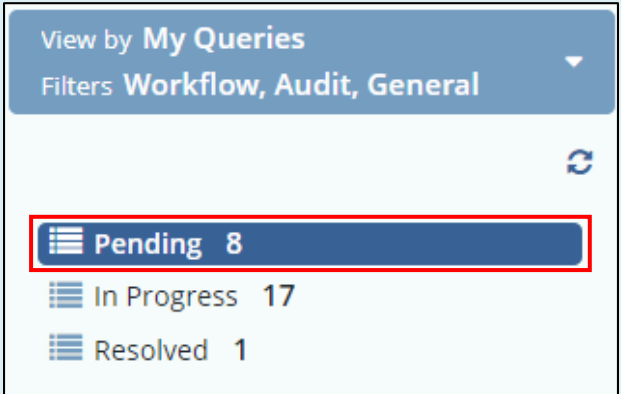 View by My Queries
Filters Workflow, Audit, General
Pending 8
In Progress 17
Resolved 1